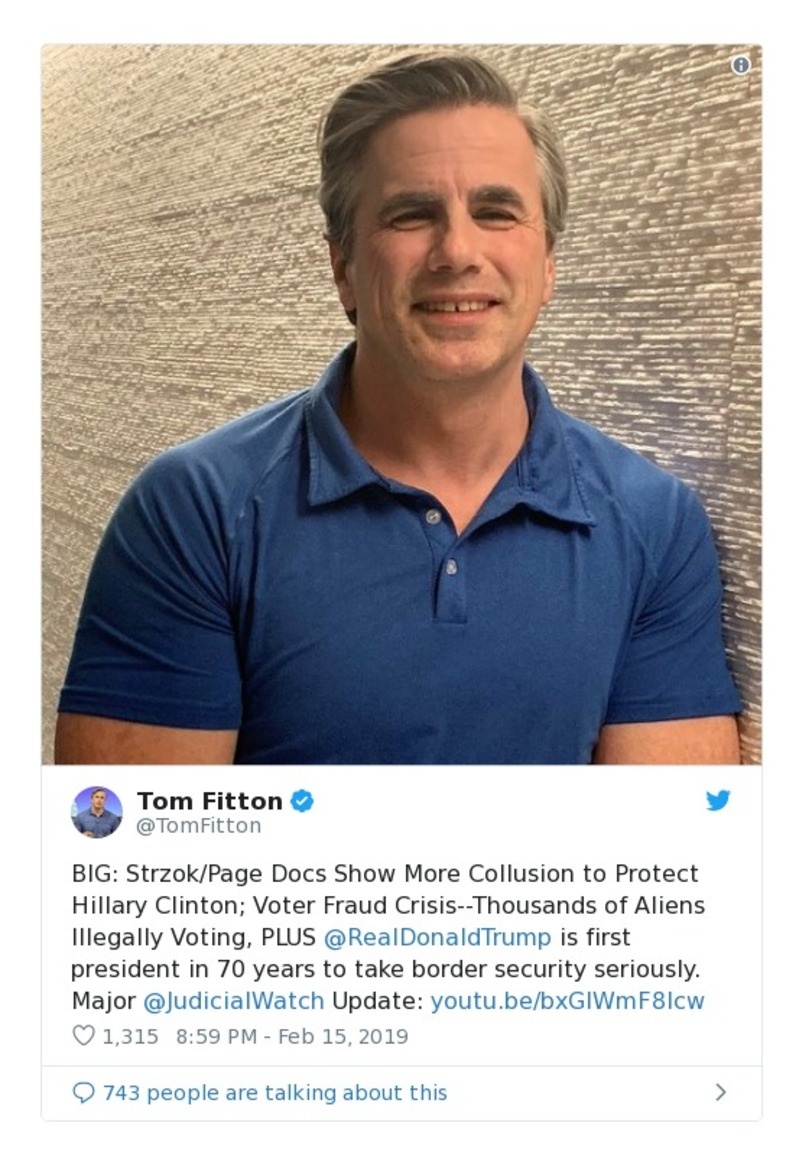 Tom Fitton
@TomFitton
BIG: Strzok/Page Docs Show More Collusion to Protect
Hillary Clinton; Voter Fraud Crisis--Thousands of Aliens
Illegally Voting, PLUS @RealDonaldTrump is first
president in 70 years to take border security seriously.
Major @JudicialWatch Update: youtu.be/bxGlWmF8lcw
1,315 8:59 PM - Feb 15, 2019
743 people are talking about this